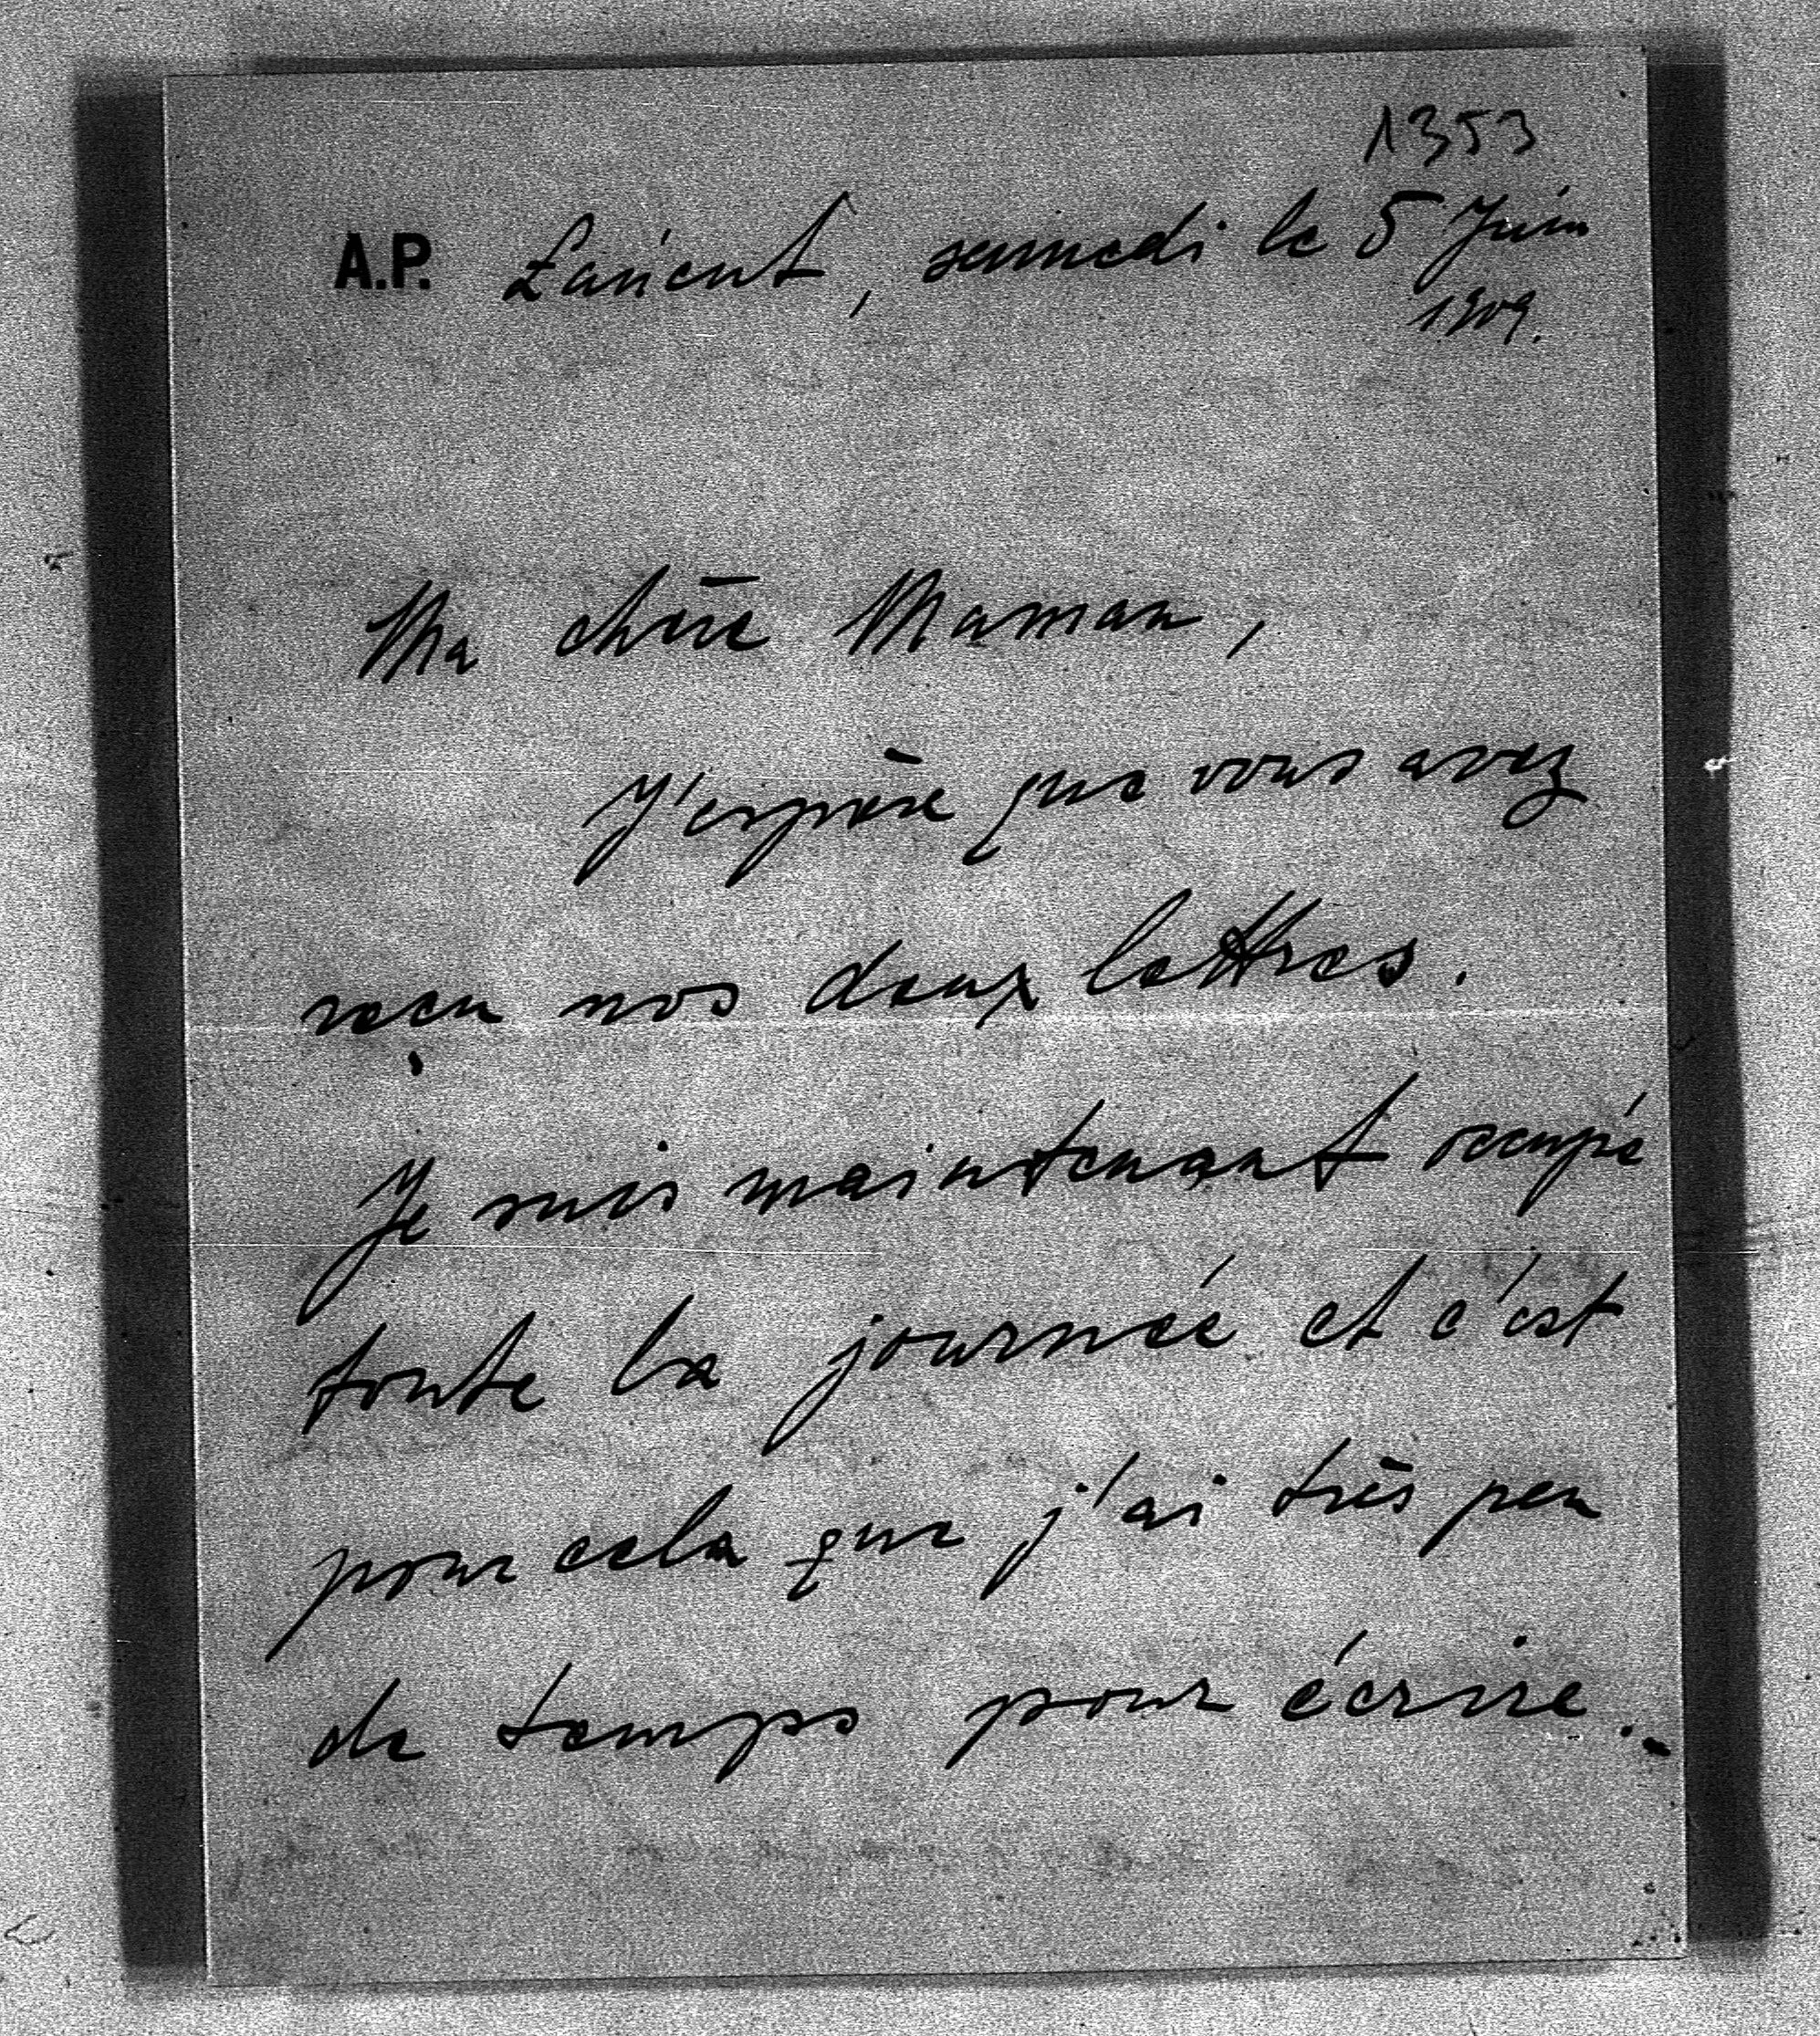 1353
A.P. Lorient, samedi le 5 Juin
1909.
Ma chère Maman,
J'espère que vous avez
reçu nos deux lettres.
Je suis maintenant occupé
toute la journée et c'est
pour cela que j'ai très peu
de temps pour écrire.